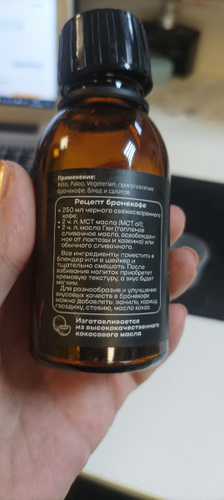 Применение:
Keto, Paleo, Vegeterian, приготовление
бронекофе, блюд и салатов.
Рецепт бронекофе
• 250 мл черного свежесваренного
кофе;
• 2 ч. л. МСТ масла (MCT oil);
• 2 ч. л. масла Гхи (топленое
сливочное масло, освобожден-
ное от лактозы и казеина) или
обычного сливочного.
Все ингредиенты поместить в
блендер или в шейкер и
тщательно смешать. После
взбивания напиток приобретет
кремовую текстуру, а вкус будет
мягким.
Для разнообразия и улучшения
вкусовых качеств в бронекофе
можно добавлять: ваниль, корицу,
гвоздику, стевию, масло какао.
Изготавливается
из высококачественного
кокосового масла